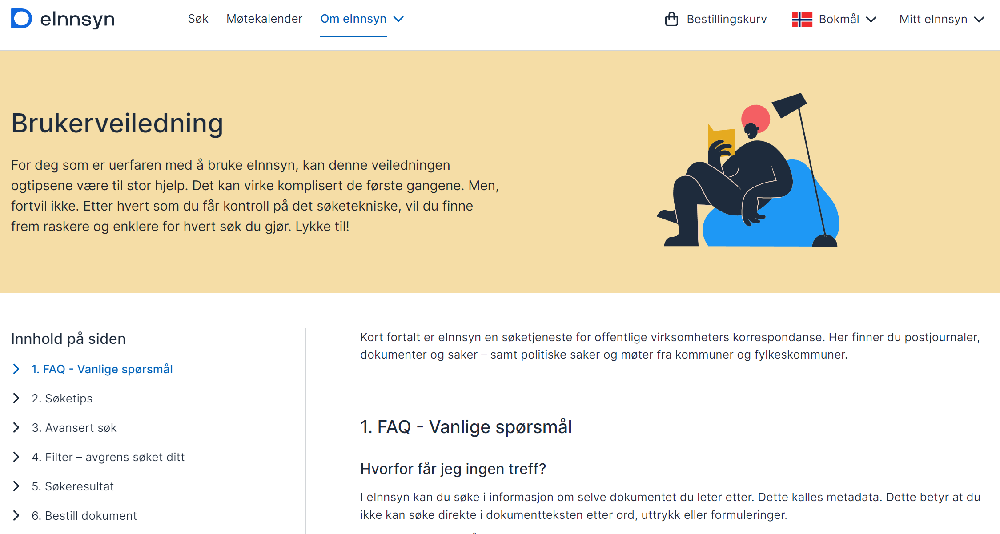 eInnsyn
Søk
Møtekalender
Om eInnsyn
Bestillingskurv
Bokmål
Mitt eInnsyn
Brukerveiledning
For deg som er uerfaren med å bruke eInnsyn, kan denne veiledningen
ogtipsene være til stor hjelp. Det kan virke komplisert de første gangene. Men,
fortvil ikke. Etter hvert som du får kontroll på det søketekniske, vil du finne
frem raskere og enklere for hvert søk du gjør. Lykke til!
Innhold på siden
1. FAQ - Vanlige spørsmål
2. Søketips
3. Avansert søk
4. Filter – avgrens søket ditt
5. Søkeresultat
6. Bestill dokument
Kort fortalt er eInnsyn en søketjeneste for offentlige virksomheters korrespondanse. Her finner du postjournaler,
dokumenter og saker – samt politiske saker og møter fra kommuner og fylkeskommuner.
1. FAQ - Vanlige spørsmål
Hvorfor får jeg ingen treff?
I eInnsyn kan du søke i informasjon om selve dokumentet du leter etter. Dette kalles metadata. Dette betyr at du
ikke kan søke direkte i dokumentteksten etter ord, uttrykk eller formuleringer.